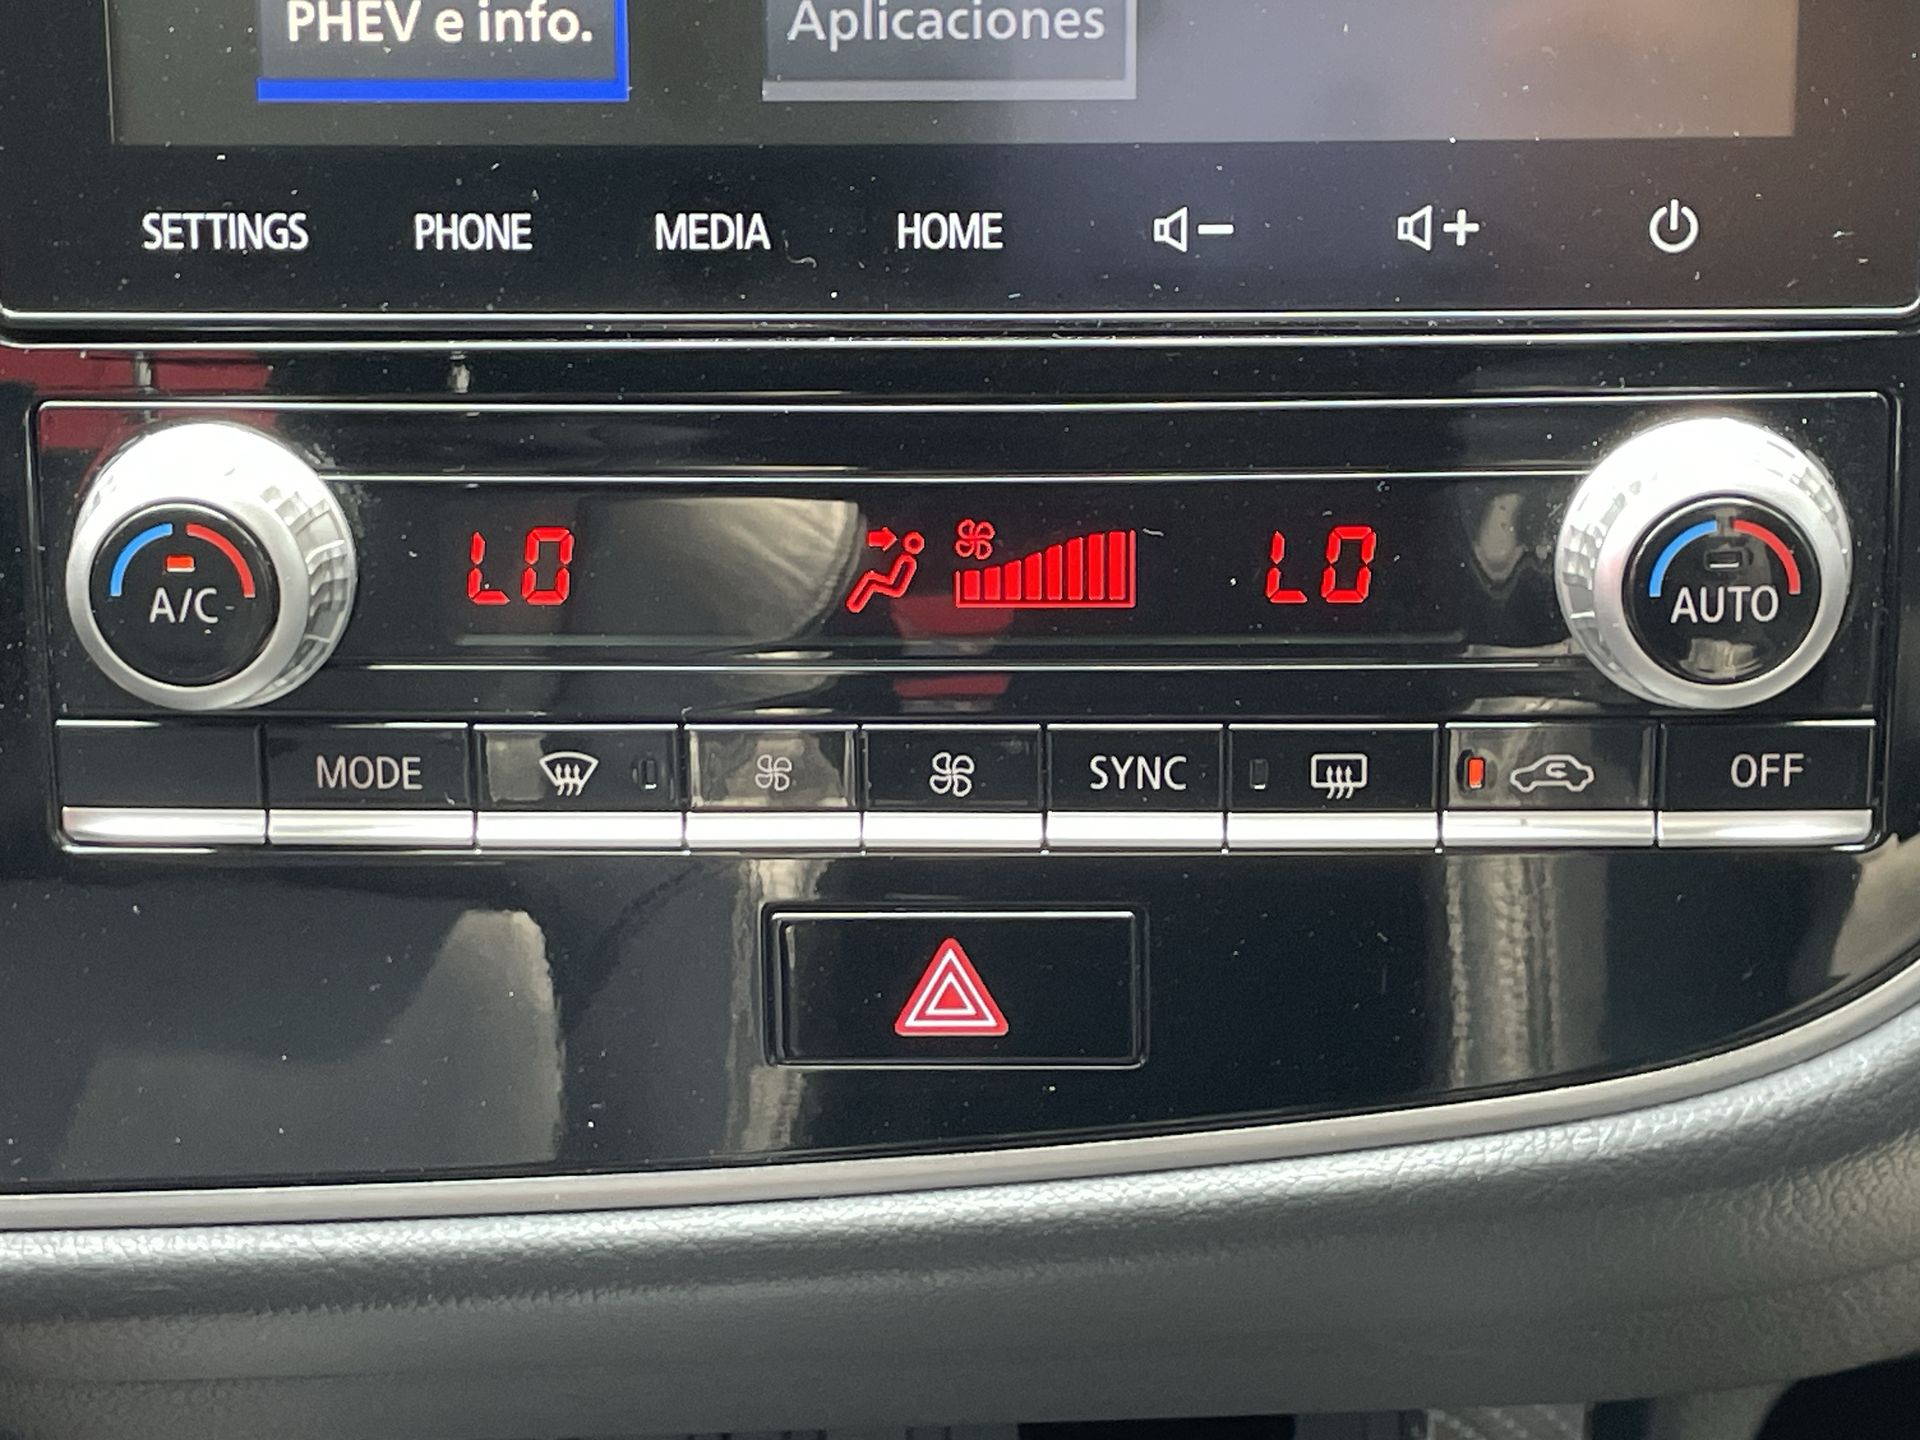 PHEV e info.
Aplicaciones
SETTINGS PHONE MEDIA HOME
LO LO
A/C AUTO
MODE SYNC OFF